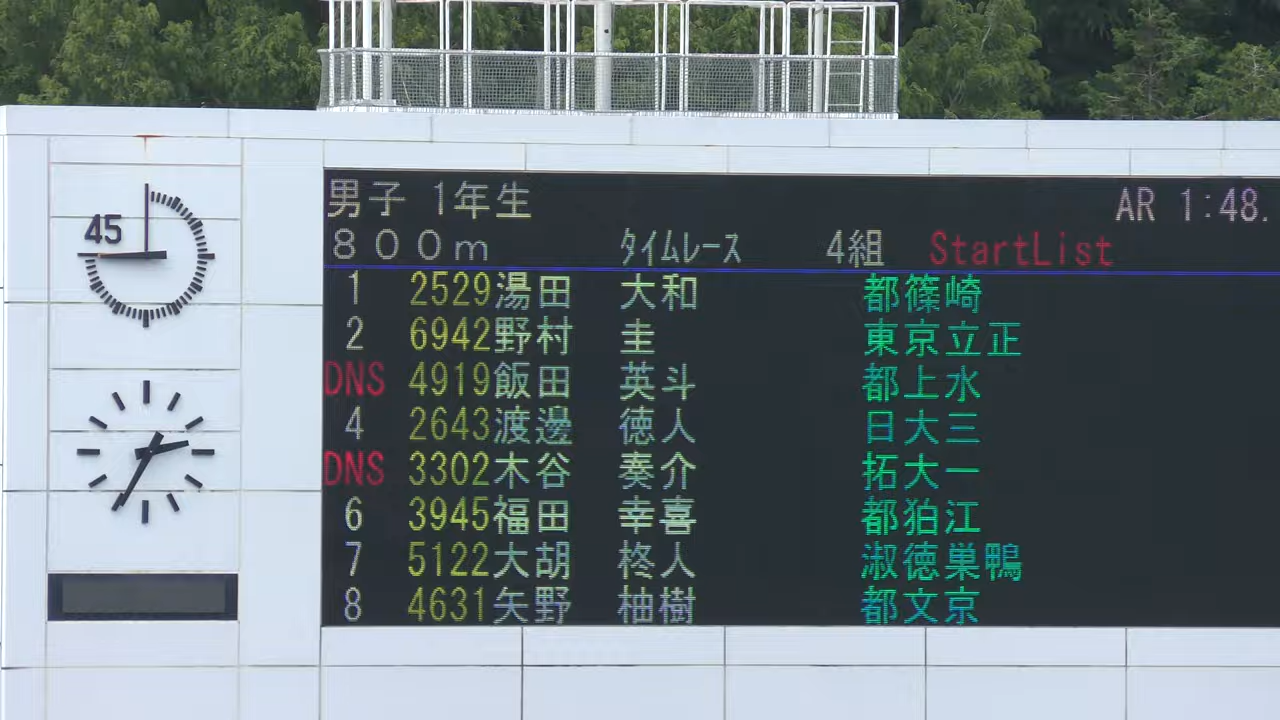 45
男子 1年生 AR 1:48.
８００ｍ ﾀｲﾑﾚｰｽ 4組 StartList
1 2529 湯田 大和 都篠崎
2 6942 野村 圭 東京立正
DNS 4919 飯田 英斗 都上水
4 2643 渡邊 徳人 日大三
DNS 3302 木谷 奏介 拓大一
6 3945 福田 幸喜 都狛江
7 5122 大胡 柊人 淑徳巣鴨
8 4631 矢野 柚樹 都文京